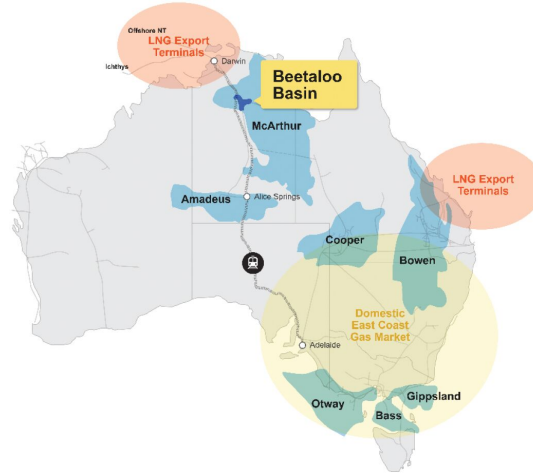 Offshore NT
LNG Export
Terminals
Ichthys
Darwin
Beetaloo
Basin
McArthur
LNG Export
Terminals
Amadeus
Alice Springs
Cooper
Bowen
Domestic
East Coast
Gas Market
Adelaide
Otway
Bass
Gippsland